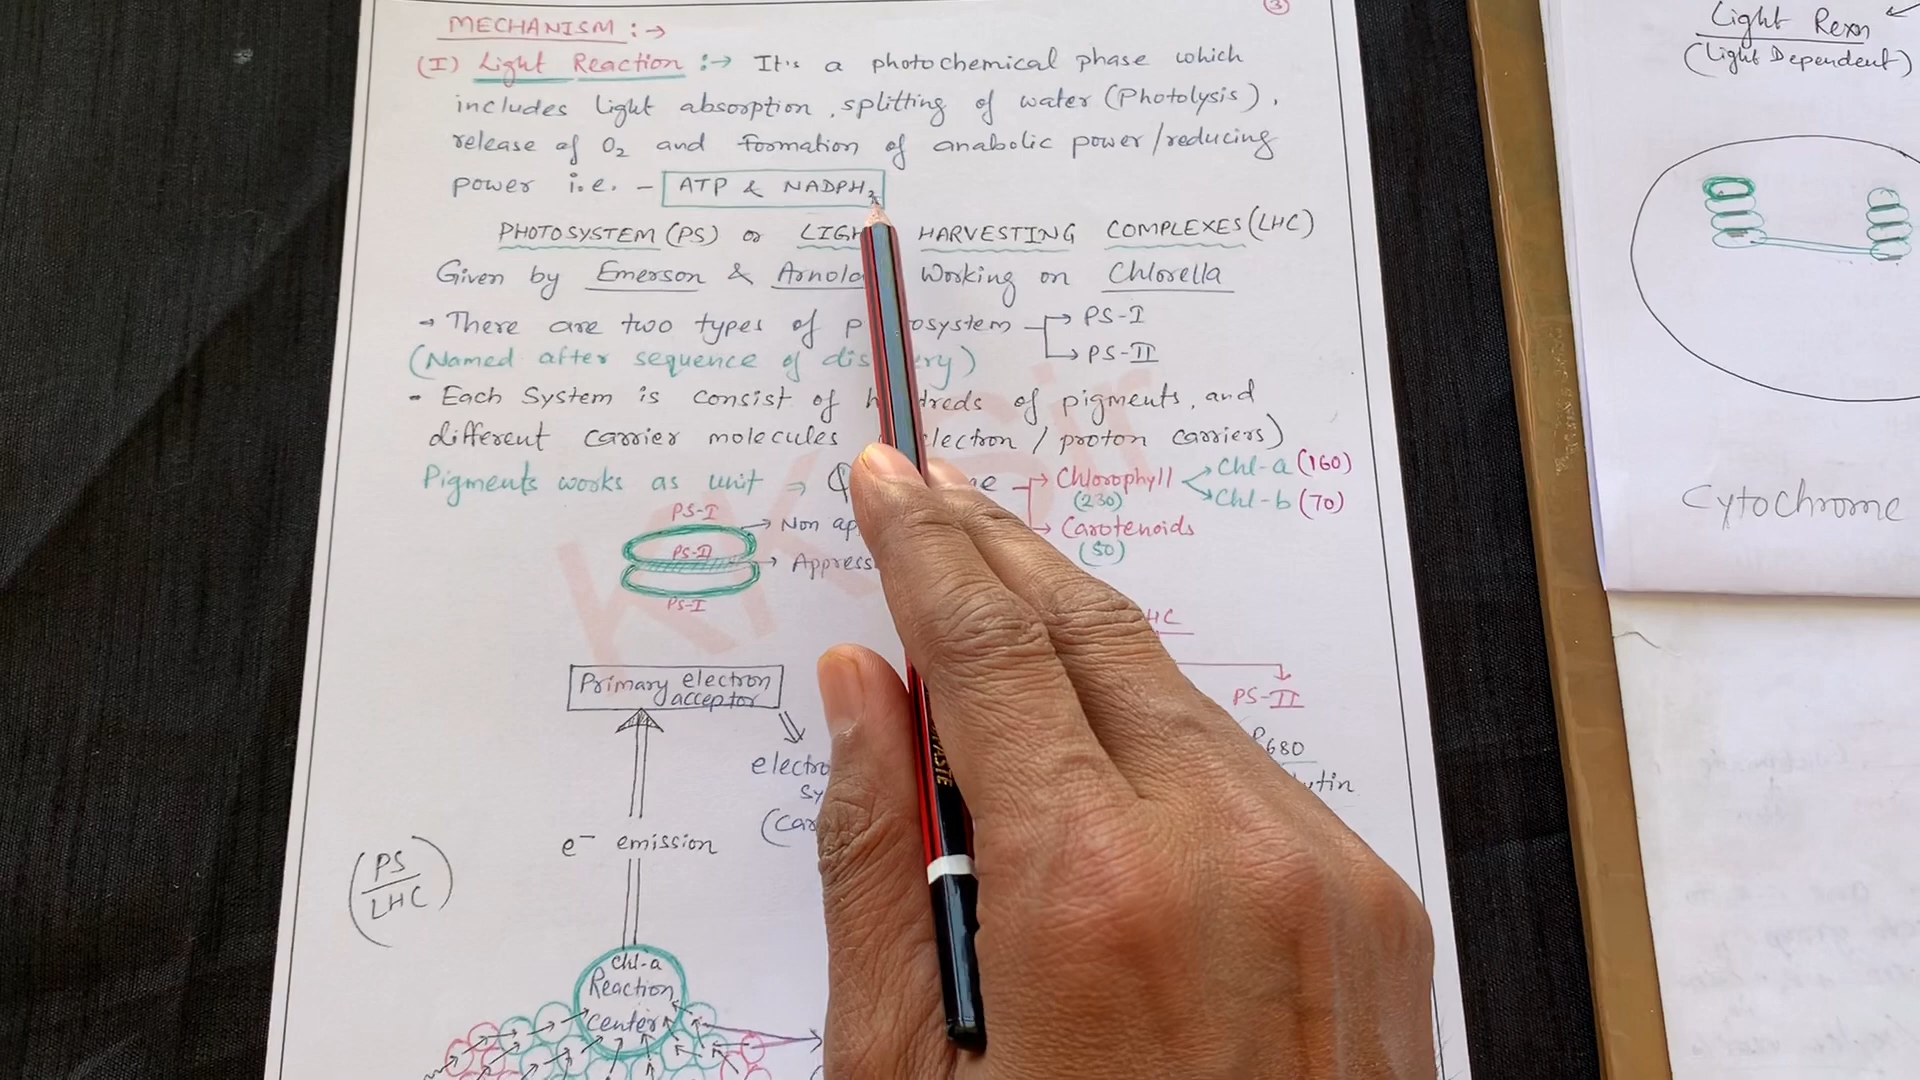 3
MECHANISM :→
(I) Light Reaction :→ It's a photochemical phase which
includes light absorption, splitting of water (Photolysis),
release of O2 and formation of anabolic power/reducing
power i.e. - ATP & NADPH2
PHOTOSYSTEM (PS) or HARVESTING COMPLEXES (LHC)
Given by Emerson & Working on Chlorella
→ There are two types of
→ PS-I
→ PS-II
(Named after sequence of
- Each System is consist of of pigments, and
different carrier molecules / proton carriers)
Pigments works as unit ⇒
→ Chlorophyll (230)
→ Chl-a (160)
→ Chl-b (70)
→ Carotenoids (50)
PS-I
→ Non
PS-II
→
PS-I
PS-II
Primary electron
acceptor
e⁻ emission
(PS/LHC)
Chl-a
Reaction
center
Light Rexn
(Light Dependent)
Cytochrome
KK Sir